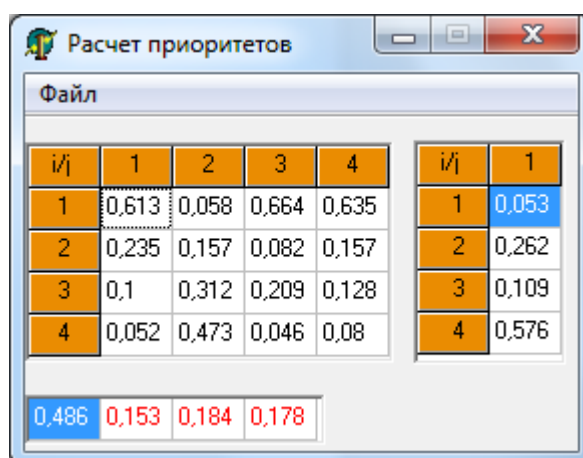 Расчет приоритетов
Файл
i/j 1 2 3 4 i/j 1
1 0,613 0,058 0,664 0,635 1 0,053
2 0,235 0,157 0,082 0,157 2 0,262
3 0,1 0,312 0,209 0,128 3 0,109
4 0,052 0,473 0,046 0,08 4 0,576
0,486 0,153 0,184 0,178